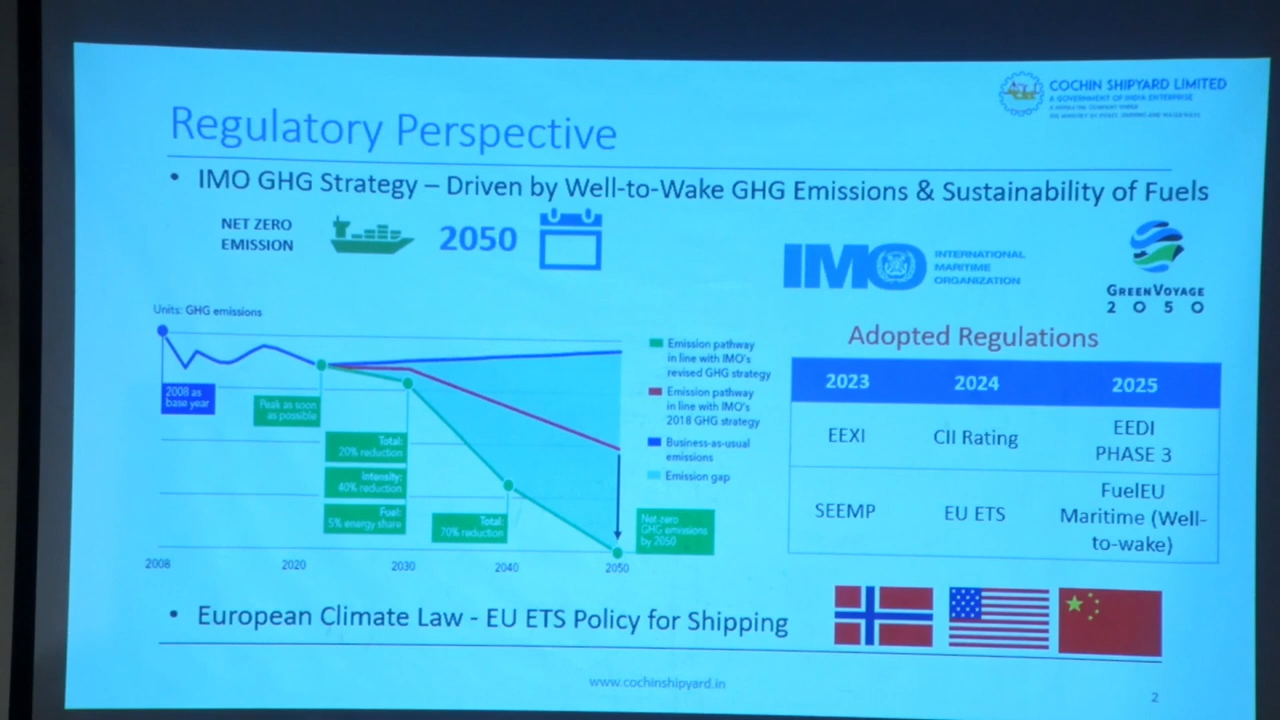 COCHIN SHIPYARD LIMITED
A GOVERNMENT OF INDIA ENTERPRISE
Regulatory Perspective
• IMO GHG Strategy – Driven by Well-to-Wake GHG Emissions & Sustainability of Fuels
NET ZERO
EMISSION
2050
IMO
INTERNATIONAL
MARITIME
ORGANIZATION
GREENVOYAGE
2050
Units: GHG emissions
2008 as
base year
Peak as soon
as possible
Total:
20% reduction
Intensity:
40% reduction
Fuel:
5% energy share
Total:
70% reduction
Net-zero
GHG emissions
by 2050
2008 2020 2030 2040 2050
Emission pathway
in line with IMO's
revised GHG strategy
Emission pathway
in line with IMO's
2018 GHG strategy
Business-as-usual
emissions
Emission gap
Adopted Regulations
2023 2024 2025
EEXI CII Rating EEDI
PHASE 3
SEEMP EU ETS FuelEU
Maritime (Well-
to-wake)
• European Climate Law - EU ETS Policy for Shipping
www.cochinshipyard.in
2